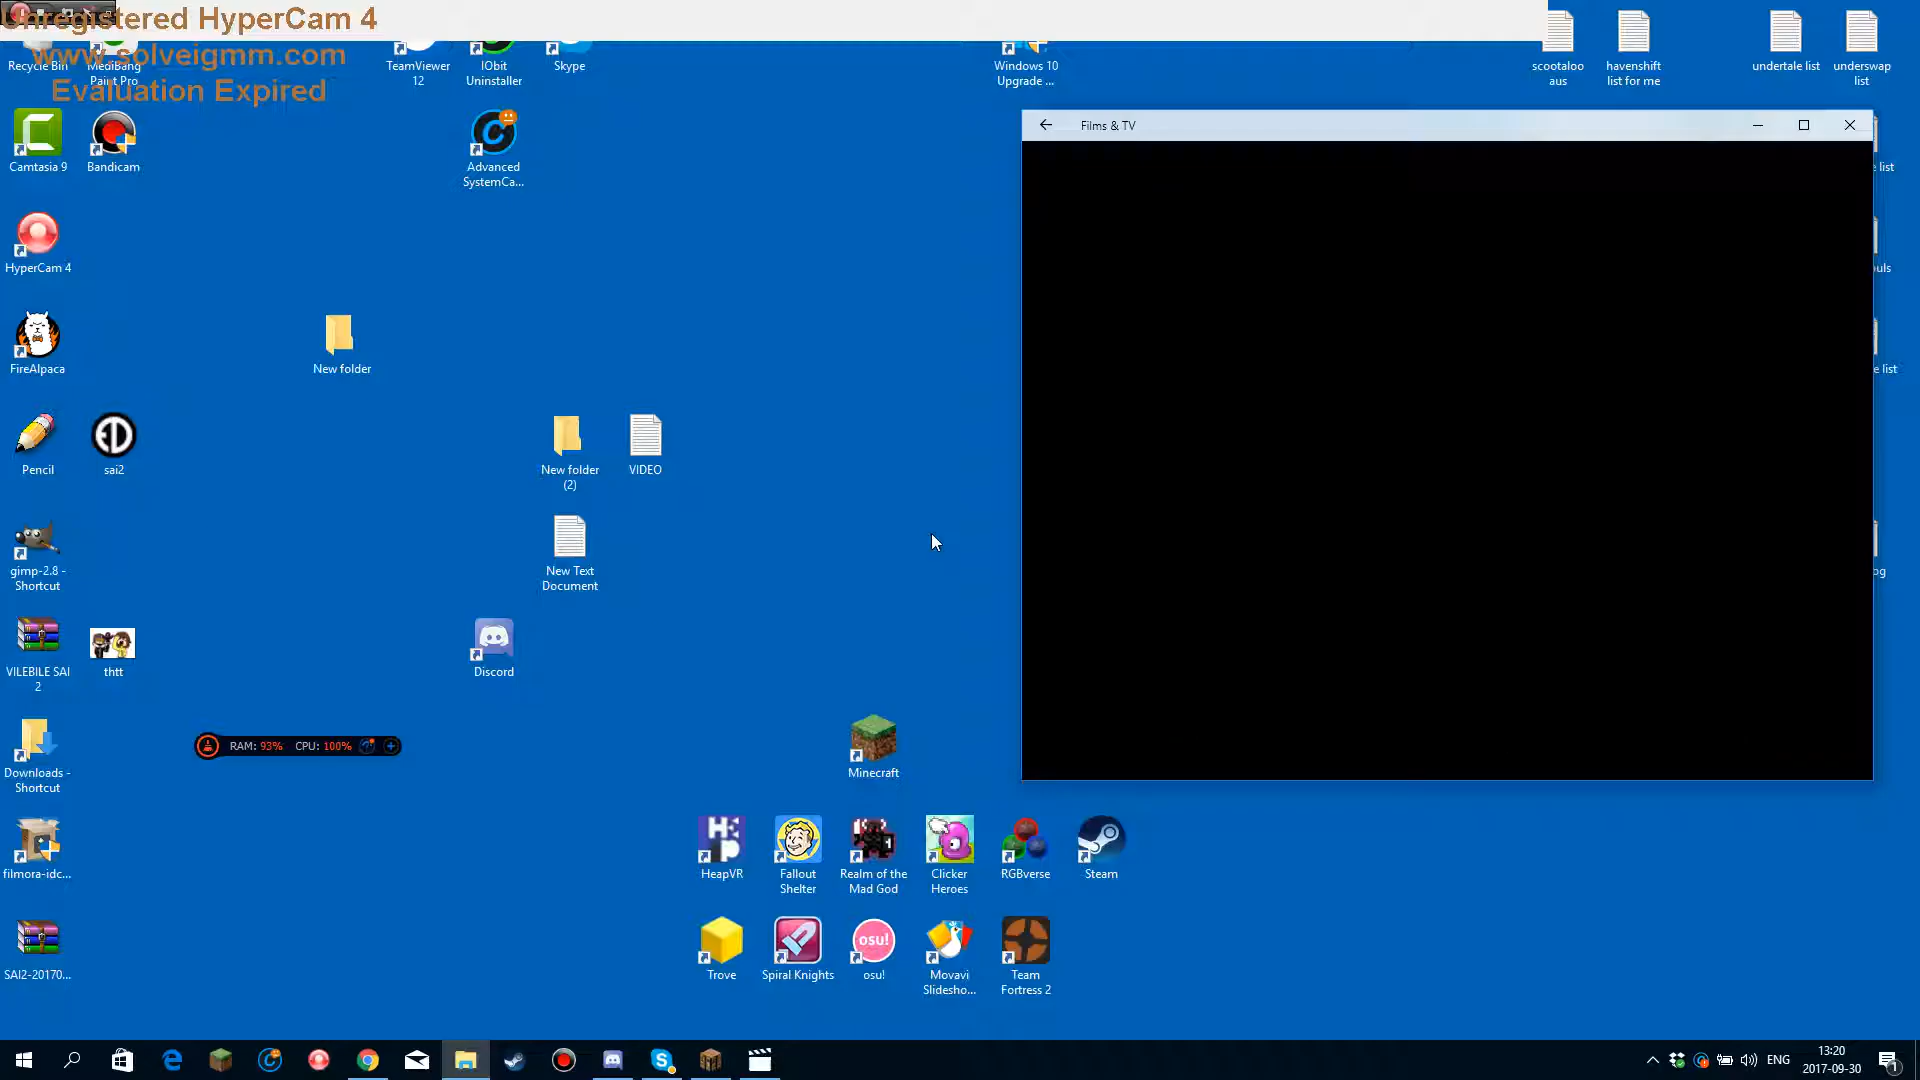 Unregistered HyperCam 4
www.solveigmm.com
Evaluation Expired
Recycle Bin
MediBang
Paint Pro
TeamViewer
12
IObit
Uninstaller
Skype
Windows 10
Upgrade ...
scootaloo
aus
havenshift
list for me
undertale list
underswap
list
Films & TV
Camtasia 9
Bandicam
Advanced
SystemCa...
list
HyperCam 4
FireAlpaca
New folder
Pencil
sai2
New folder
(2)
VIDEO
gimp-2.8 -
Shortcut
New Text
Document
VILEBILE SAI
2
thtt
Discord
RAM: 93% CPU: 100%
Downloads -
Shortcut
Minecraft
filmora-idc...
HeapVR
Fallout
Shelter
Realm of the
Mad God
Clicker
Heroes
RGBverse
Steam
SAI2-20170...
Trove
Spiral Knights
osu!
osu!
Movavi
Slidesho...
Team
Fortress 2
ENG
13:20
2017-09-30
1